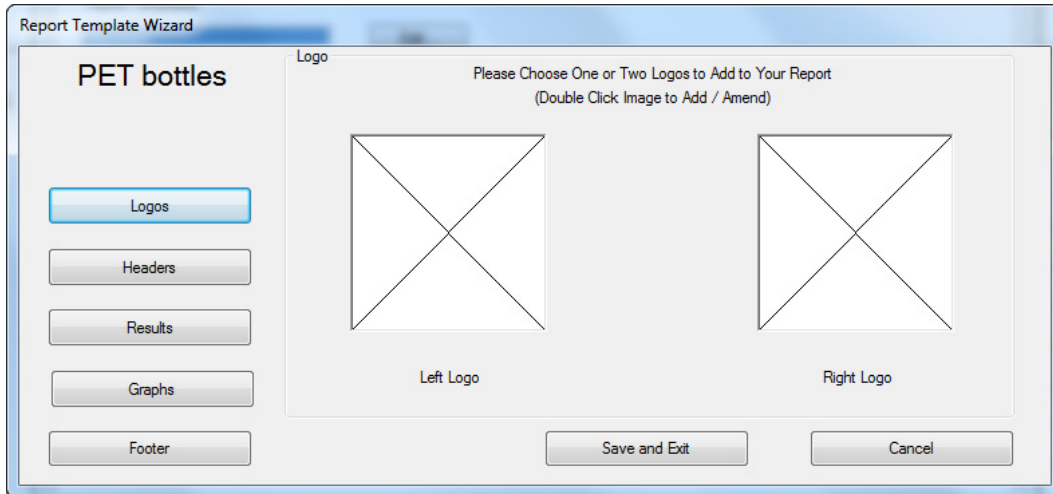 Report Template Wizard
PET bottles
Logos
Headers
Results
Graphs
Footer
Logo
Please Choose One or Two Logos to Add to Your Report
(Double Click Image to Add / Amend)
Left Logo
Right Logo
Save and Exit
Cancel